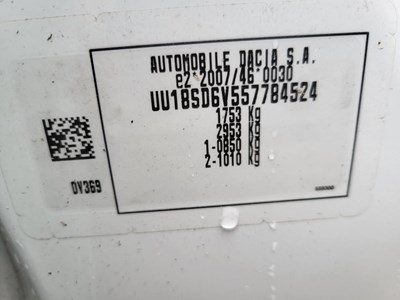 AUTOMOBILE DACIA S.A.
e2*2007/46*0030
UU1BSD6V557784524
1753 Kg
2953 Kg
1-0850 Kg
2-1010 Kg
DV369